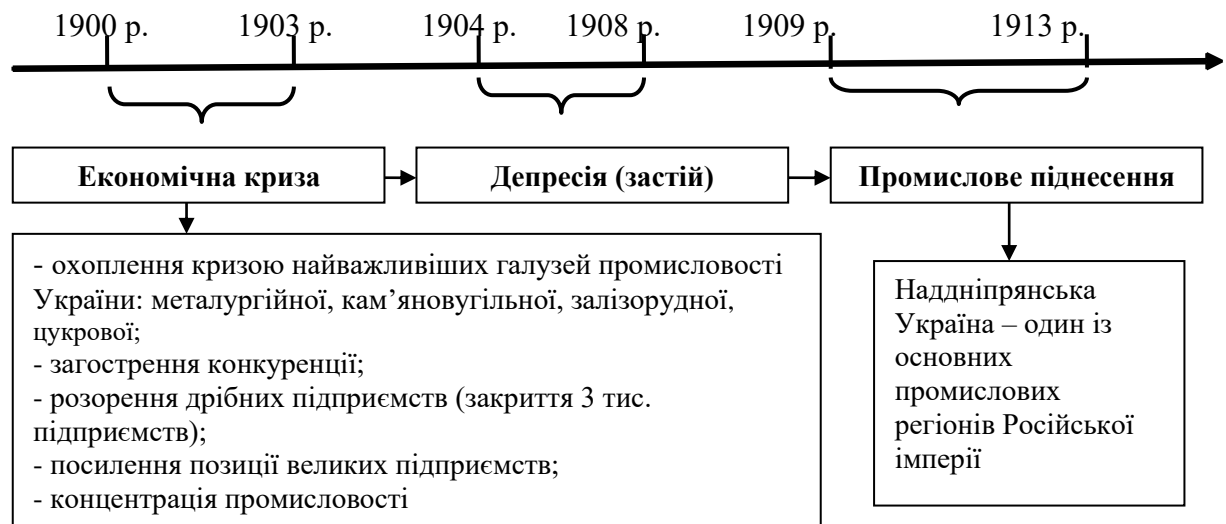 1900 р. 1903 р. 1904 р. 1908 р. 1909 р. 1913 р.
Економічна криза
Депресія (застій)
Промислове піднесення
- охоплення кризою найважливіших галузей промисловості
України: металургійної, кам’яновугільної, залізорудної,
цукрової;
- загострення конкуренції;
- розорення дрібних підприємств (закриття 3 тис.
підприємств);
- посилення позиції великих підприємств;
- концентрація промисловості
Наддніпрянська
Україна – один із
основних
промислових
регіонів Російської
імперії